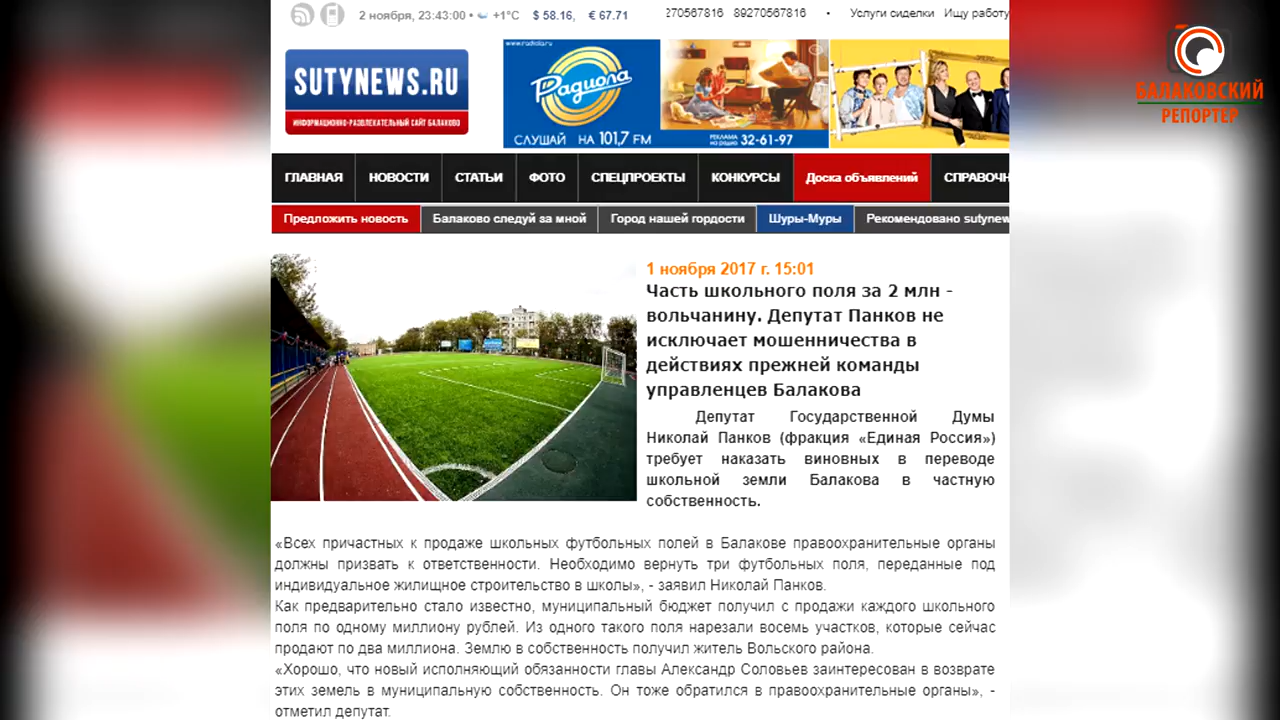 2 ноября, 23:43:00 • +1°C $ 58.16, € 67.71 270567816 89270567816 • Услуги сиделки Ищу работу
БАЛАКОВСКИЙ
РЕПОРТЕР
SUTYNEWS.RU
ИНФОРМАЦИОННО-РАЗВЛЕКАТЕЛЬНЫЙ САЙТ БАЛАКОВО
www.radiola.ru
Радиола
СЛУШАЙ НА 101,7 FM
РЕКЛАМА
на радио 32-61-97
ГЛАВНАЯ НОВОСТИ СТАТЬИ ФОТО СПЕЦПРОЕКТЫ КОНКУРСЫ Доска объявлений СПРАВОЧН
Предложить новость Балаково следуй за мной Город нашей гордости Шуры-Муры Рекомендовано sutynew
1 ноября 2017 г. 15:01
Часть школьного поля за 2 млн -
вольчанину. Депутат Панков не
исключает мошенничества в
действиях прежней команды
управленцев Балакова
Депутат Государственной Думы
Николай Панков (фракция «Единая Россия»)
требует наказать виновных в переводе
школьной земли Балакова в частную
собственность.
«Всех причастных к продаже школьных футбольных полей в Балакове правоохранительные органы
должны призвать к ответственности. Необходимо вернуть три футбольных поля, переданные под
индивидуальное жилищное строительство в школы», - заявил Николай Панков.
Как предварительно стало известно, муниципальный бюджет получил с продажи каждого школьного
поля по одному миллиону рублей. Из одного такого поля нарезали восемь участков, которые сейчас
продают по два миллиона. Землю в собственность получил житель Вольского района.
«Хорошо, что новый исполняющий обязанности главы Александр Соловьев заинтересован в возврате
этих земель в муниципальную собственность. Он тоже обратился в правоохранительные органы», -
отметил депутат.